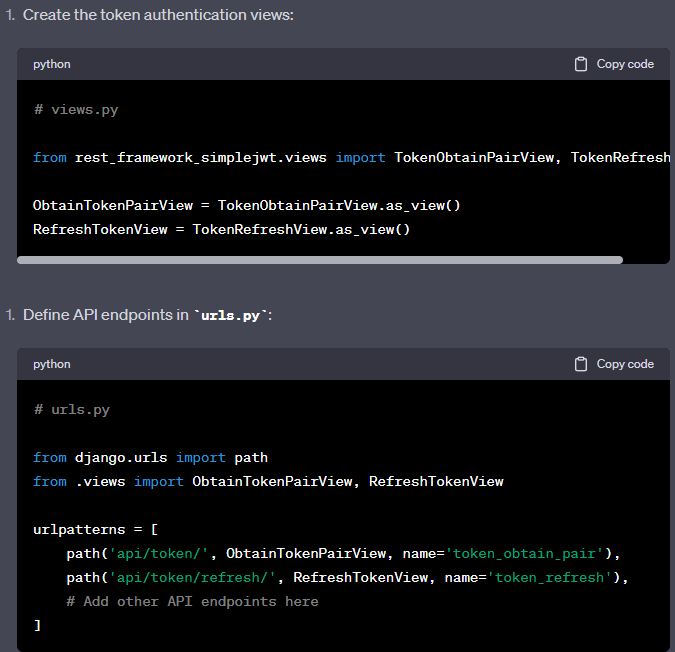 1. Create the token authentication views:
python
Copy code
# views.py
from rest_framework_simplejwt.views import TokenObtainPairView, TokenRefresh
ObtainTokenPairView = TokenObtainPairView.as_view()
RefreshTokenView = TokenRefreshView.as_view()
1. Define API endpoints in `urls.py`:
python
Copy code
# urls.py
from django.urls import path
from .views import ObtainTokenPairView, RefreshTokenView
urlpatterns = [
    path('api/token/', ObtainTokenPairView, name='token_obtain_pair'),
    path('api/token/refresh/', RefreshTokenView, name='token_refresh'),
    # Add other API endpoints here
]